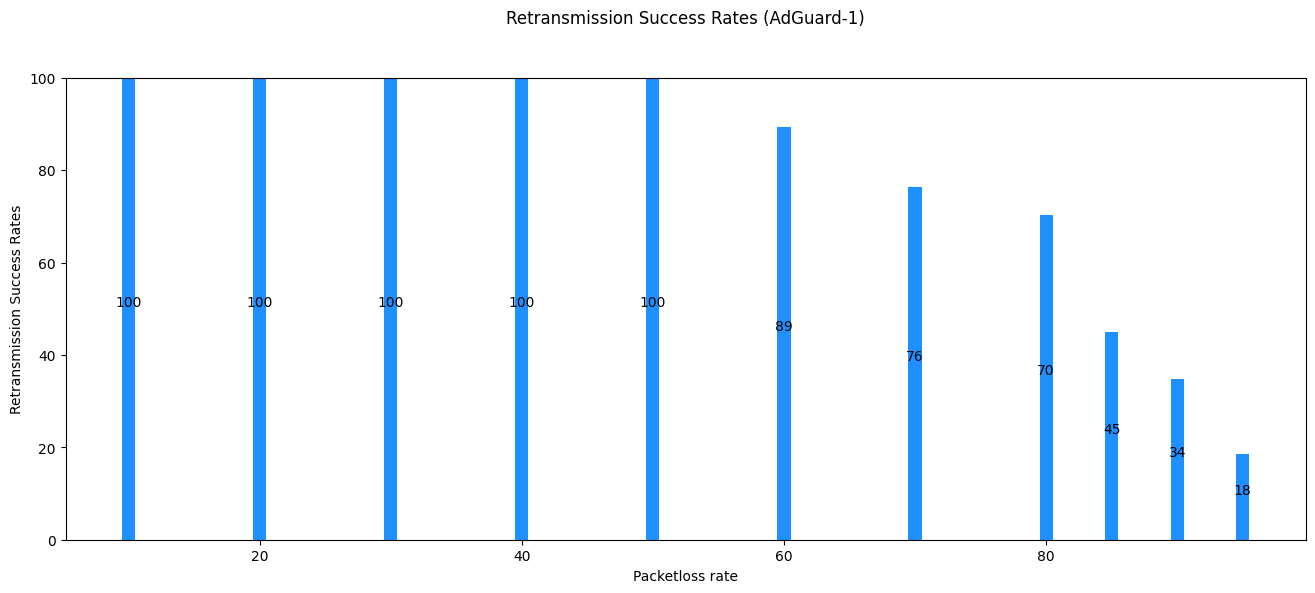 Retransmission Success Rates (AdGuard-1)
Retransmission Success Rates
100
80
60
40
20
0
100 100 100 100 100 89 76 70 45 34 18
20 40 60 80
Packetloss rate